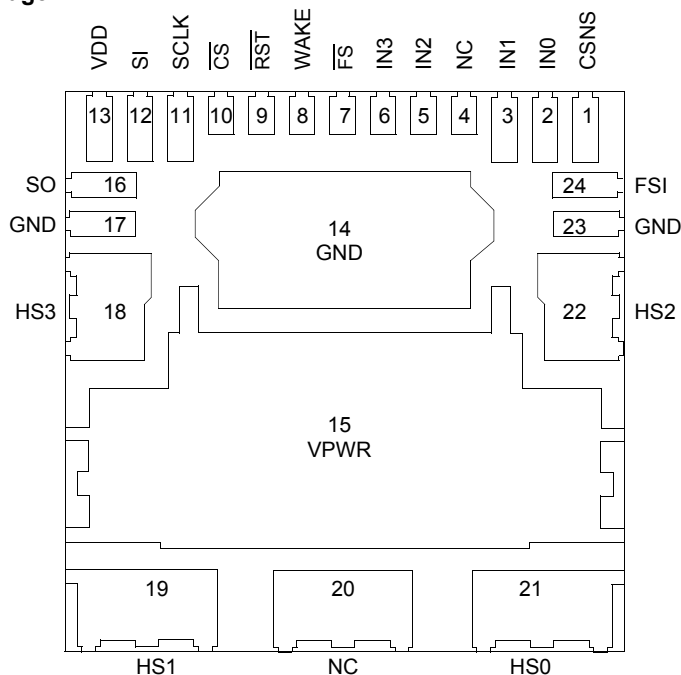 VDD SI SCLK CS RST WAKE FS IN3 IN2 NC IN1 IN0 CSNS
13 12 11 10 9 8 7 6 5 4 3 2 1
SO 16 24 FSI
GND 17 14 23 GND
GND
HS3 18 22 HS2
15
VPWR
19 20 21
HS1 NC HS0